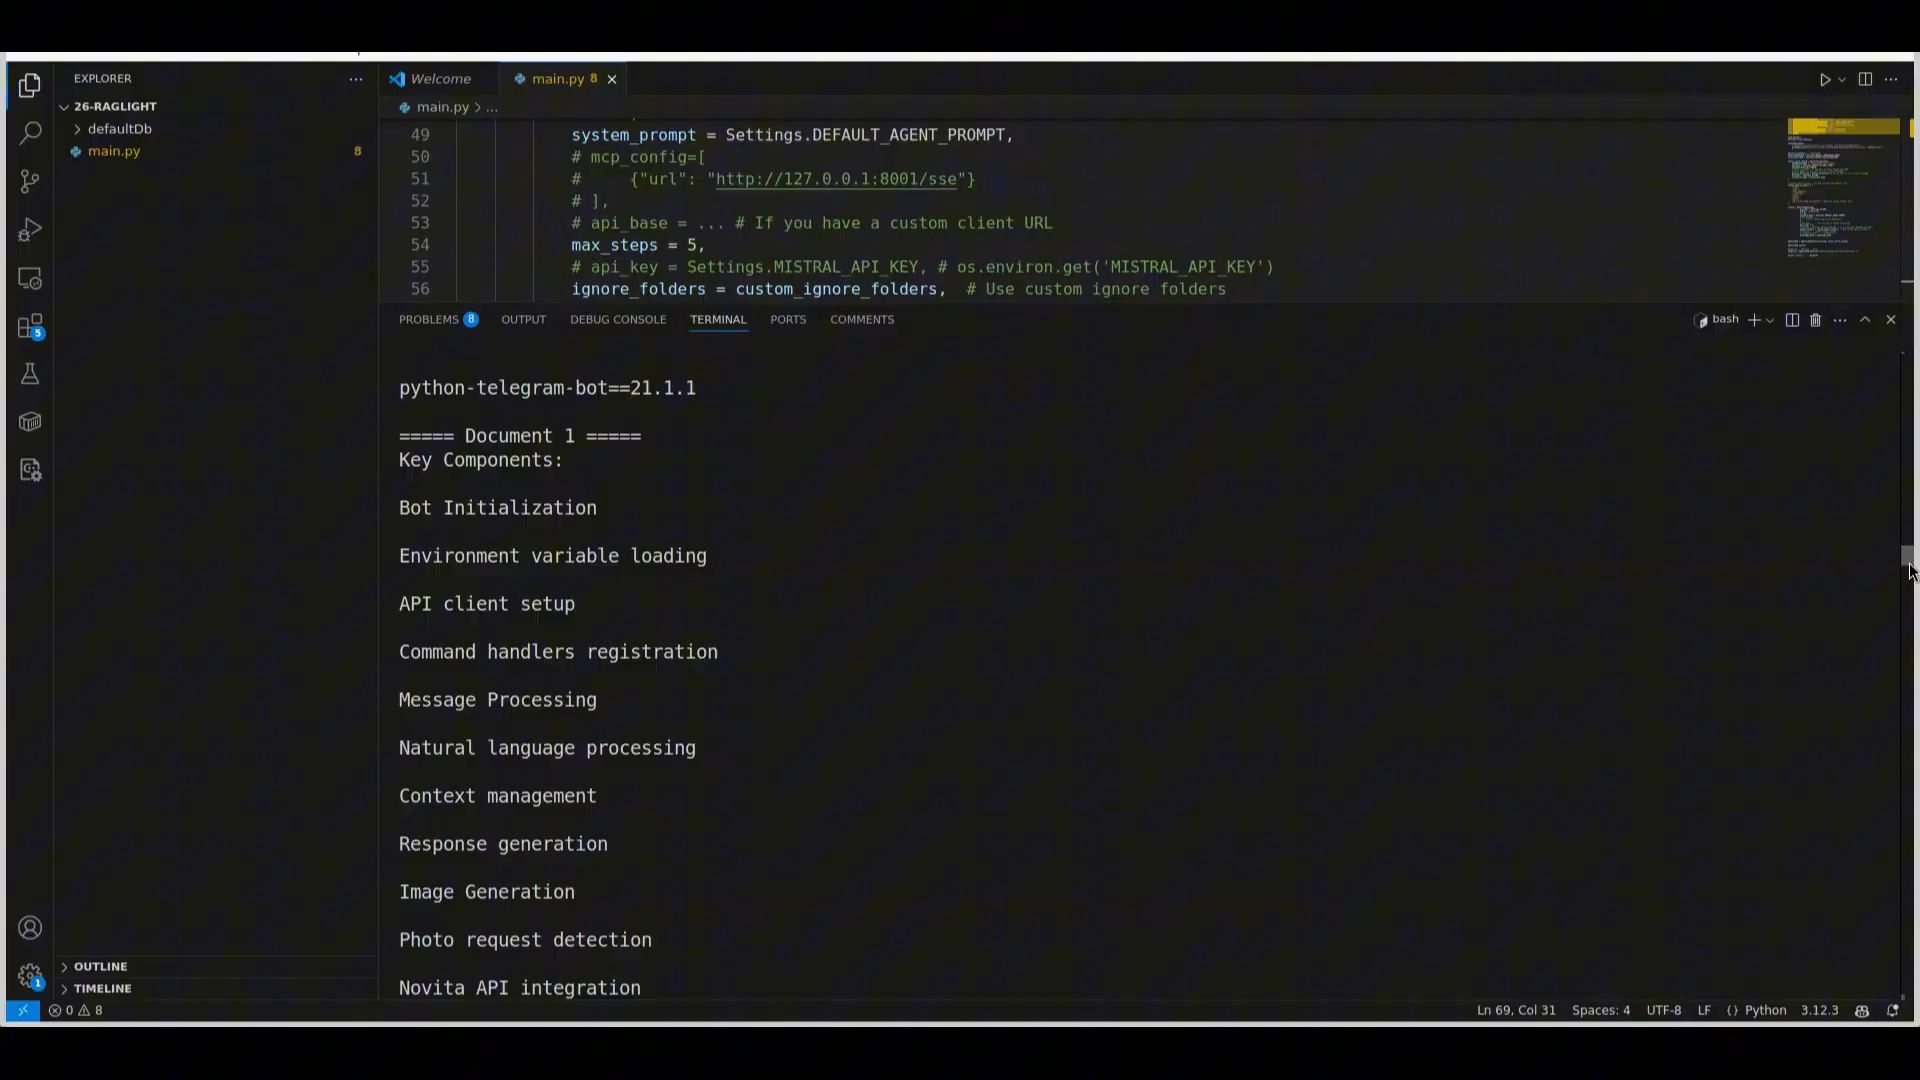 EXPLORER
26-RAGLIGHT
defaultDb
main.py 8
OUTLINE
TIMELINE
Welcome
main.py 8
main.py > ...
49 system_prompt = Settings.DEFAULT_AGENT_PROMPT,
50 # mcp_config=[
51 #     {"url": "http://127.0.0.1:8001/sse"}
52 # ],
53 # api_base = ... # If you have a custom client URL
54 max_steps = 5,
55 # api_key = Settings.MISTRAL_API_KEY, # os.environ.get('MISTRAL_API_KEY')
56 ignore_folders = custom_ignore_folders,  # Use custom ignore folders
PROBLEMS 8 OUTPUT DEBUG CONSOLE TERMINAL PORTS COMMENTS
bash
python-telegram-bot==21.1.1
===== Document 1 =====
Key Components:
Bot Initialization
Environment variable loading
API client setup
Command handlers registration
Message Processing
Natural language processing
Context management
Response generation
Image Generation
Photo request detection
Novita API integration
5
1
0 8
Ln 69, Col 31 Spaces: 4 UTF-8 LF {} Python 3.12.3